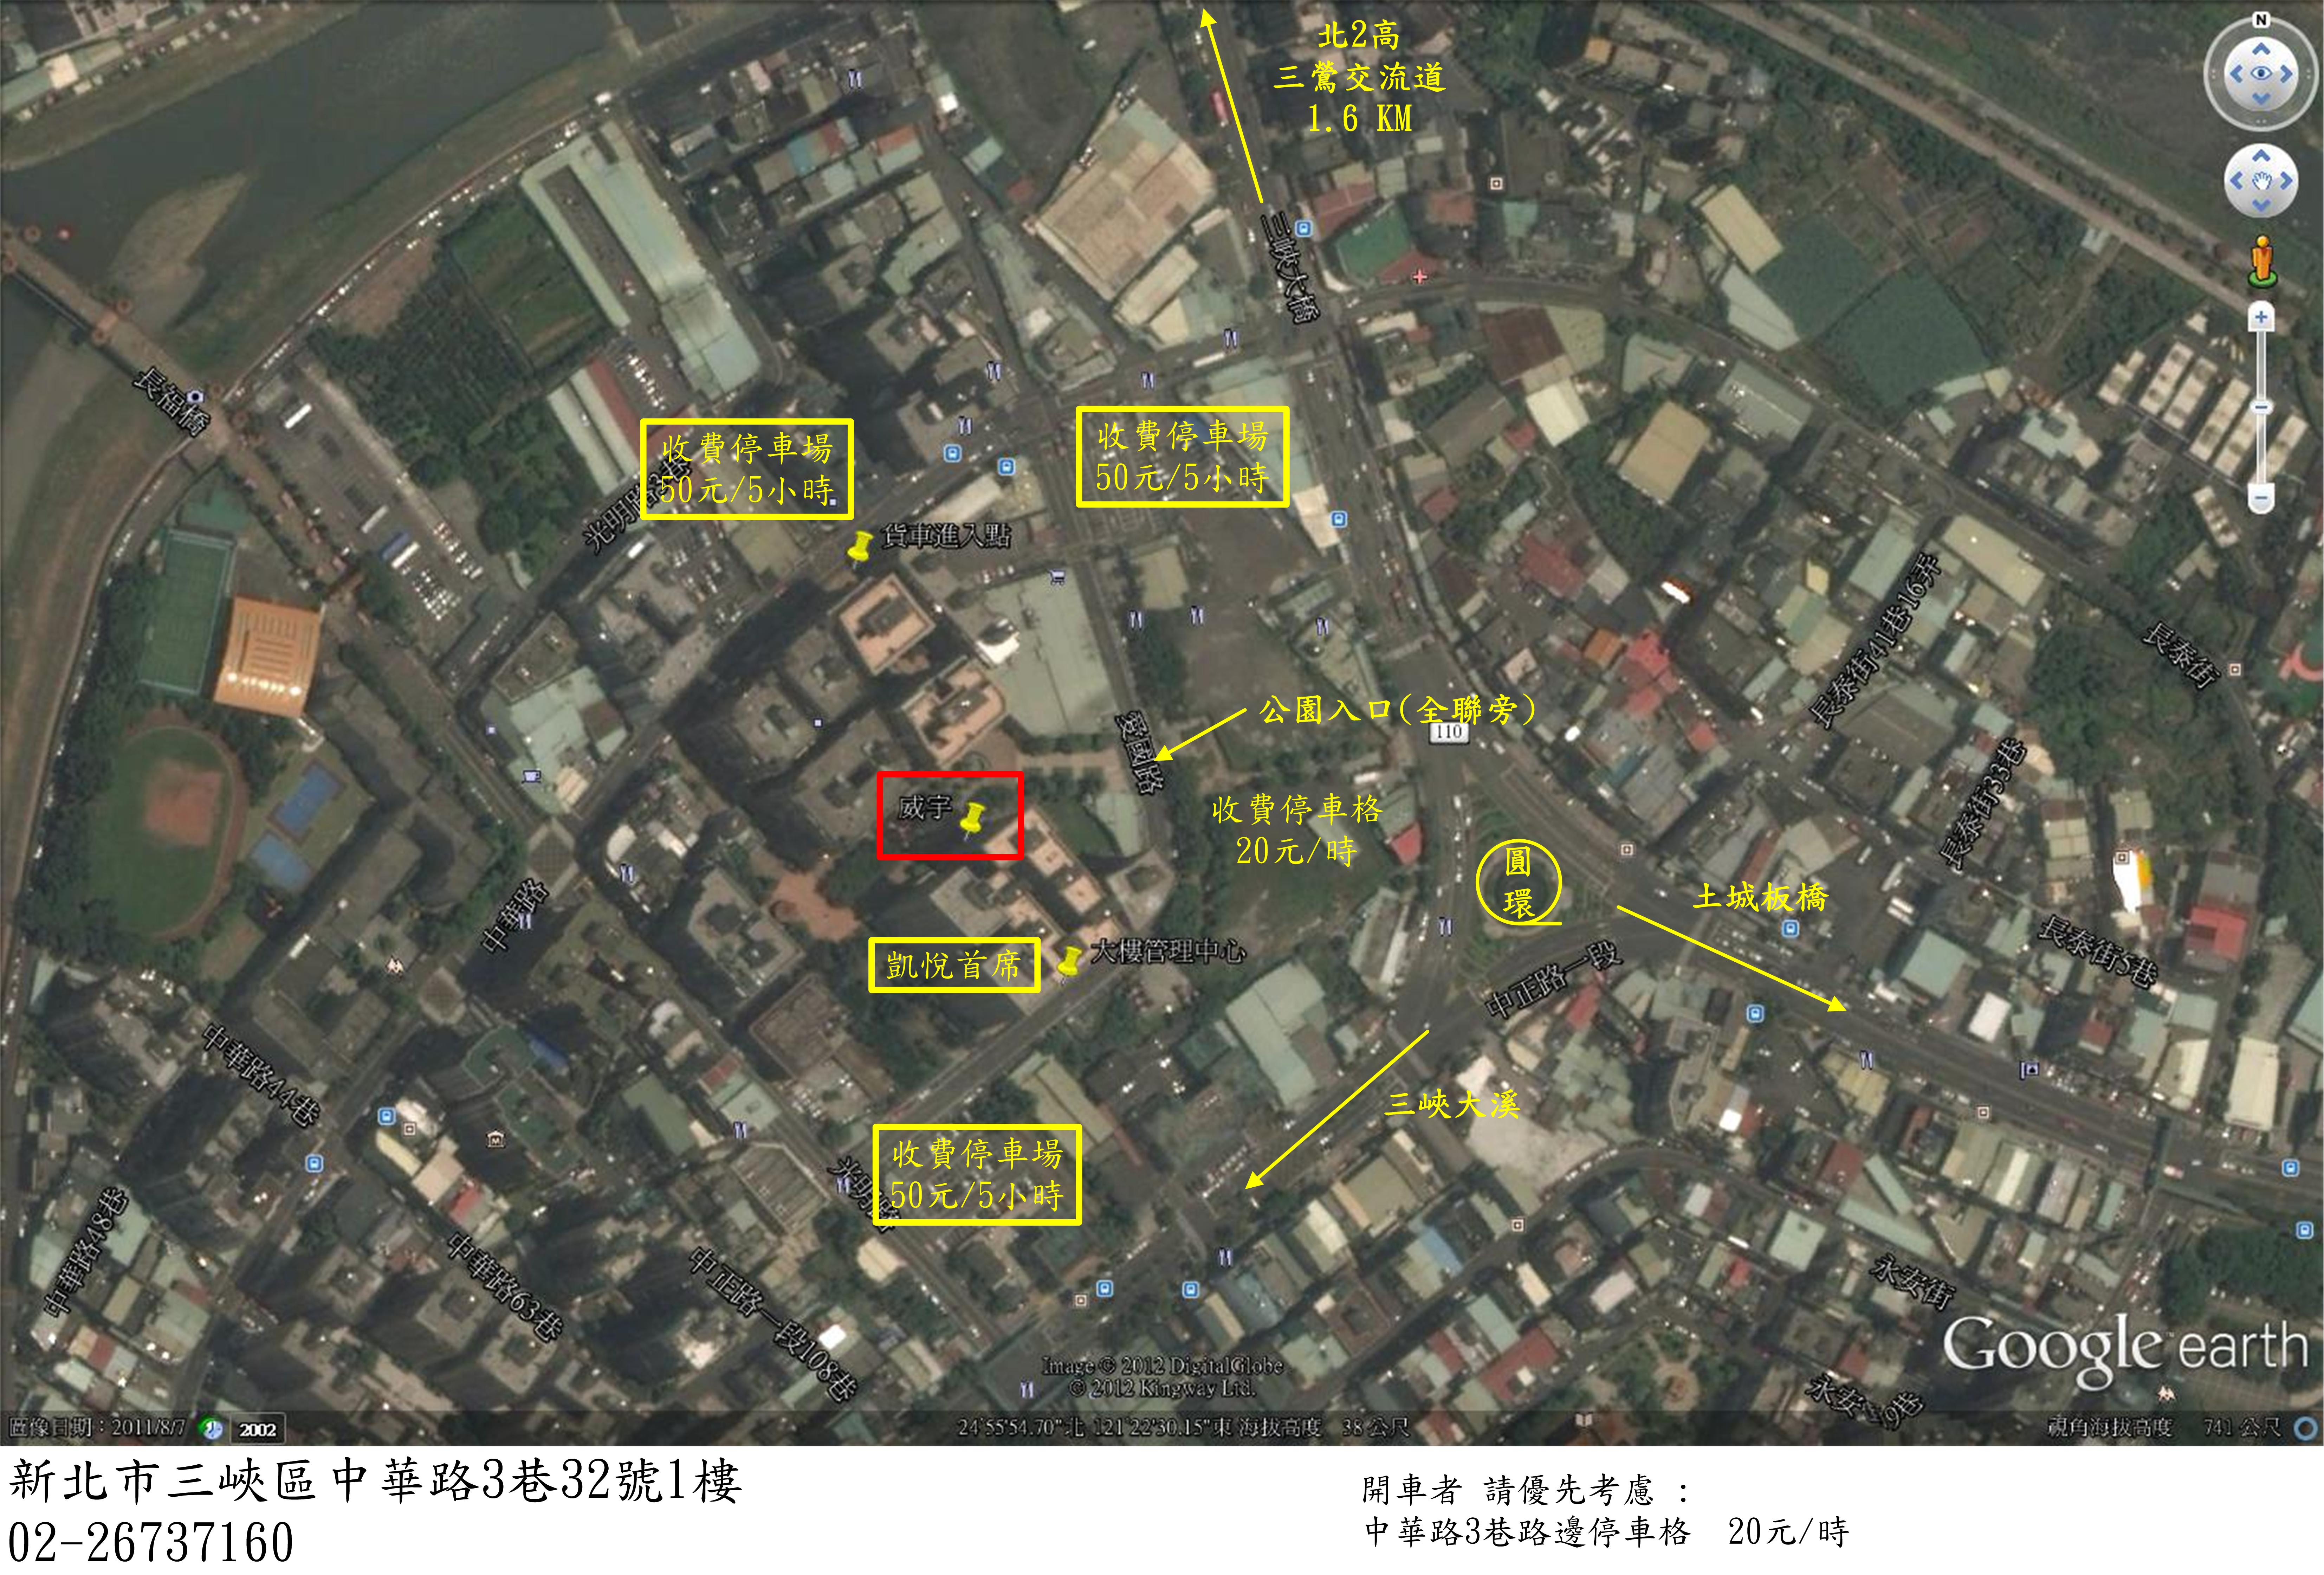 北2高
三鶯交流道
1.6 KM
N
三峽大橋
長福橋
收費停車場
50元/5小時
收費停車場
50元/5小時
光明路3巷
貨車進入點
長泰街41巷16弄
長泰街
公園入口(全聯旁)
110
愛國路
長泰街33巷
威宇
收費停車格
20元/時
圓
環
土城板橋
中華路
長泰街5巷
凱悅首席
大樓管理中心
中正路一段
中華路44巷
三峽大溪
收費停車場
50元/5小時
光明路
中華路48巷
中華路63巷
中正路一段108巷
永安街
Google earth
Image © 2012 DigitalGlobe
© 2012 Kingway Ltd.
圖像日期：2011/8/7
2002
24°55'54.70"北 121°22'30.15"東 海拔高度 38 公尺
視角海拔高度 741 公尺
新北市三峽區中華路3巷32號1樓
02-26737160
開車者 請優先考慮 :
中華路3巷路邊停車格 20元/時